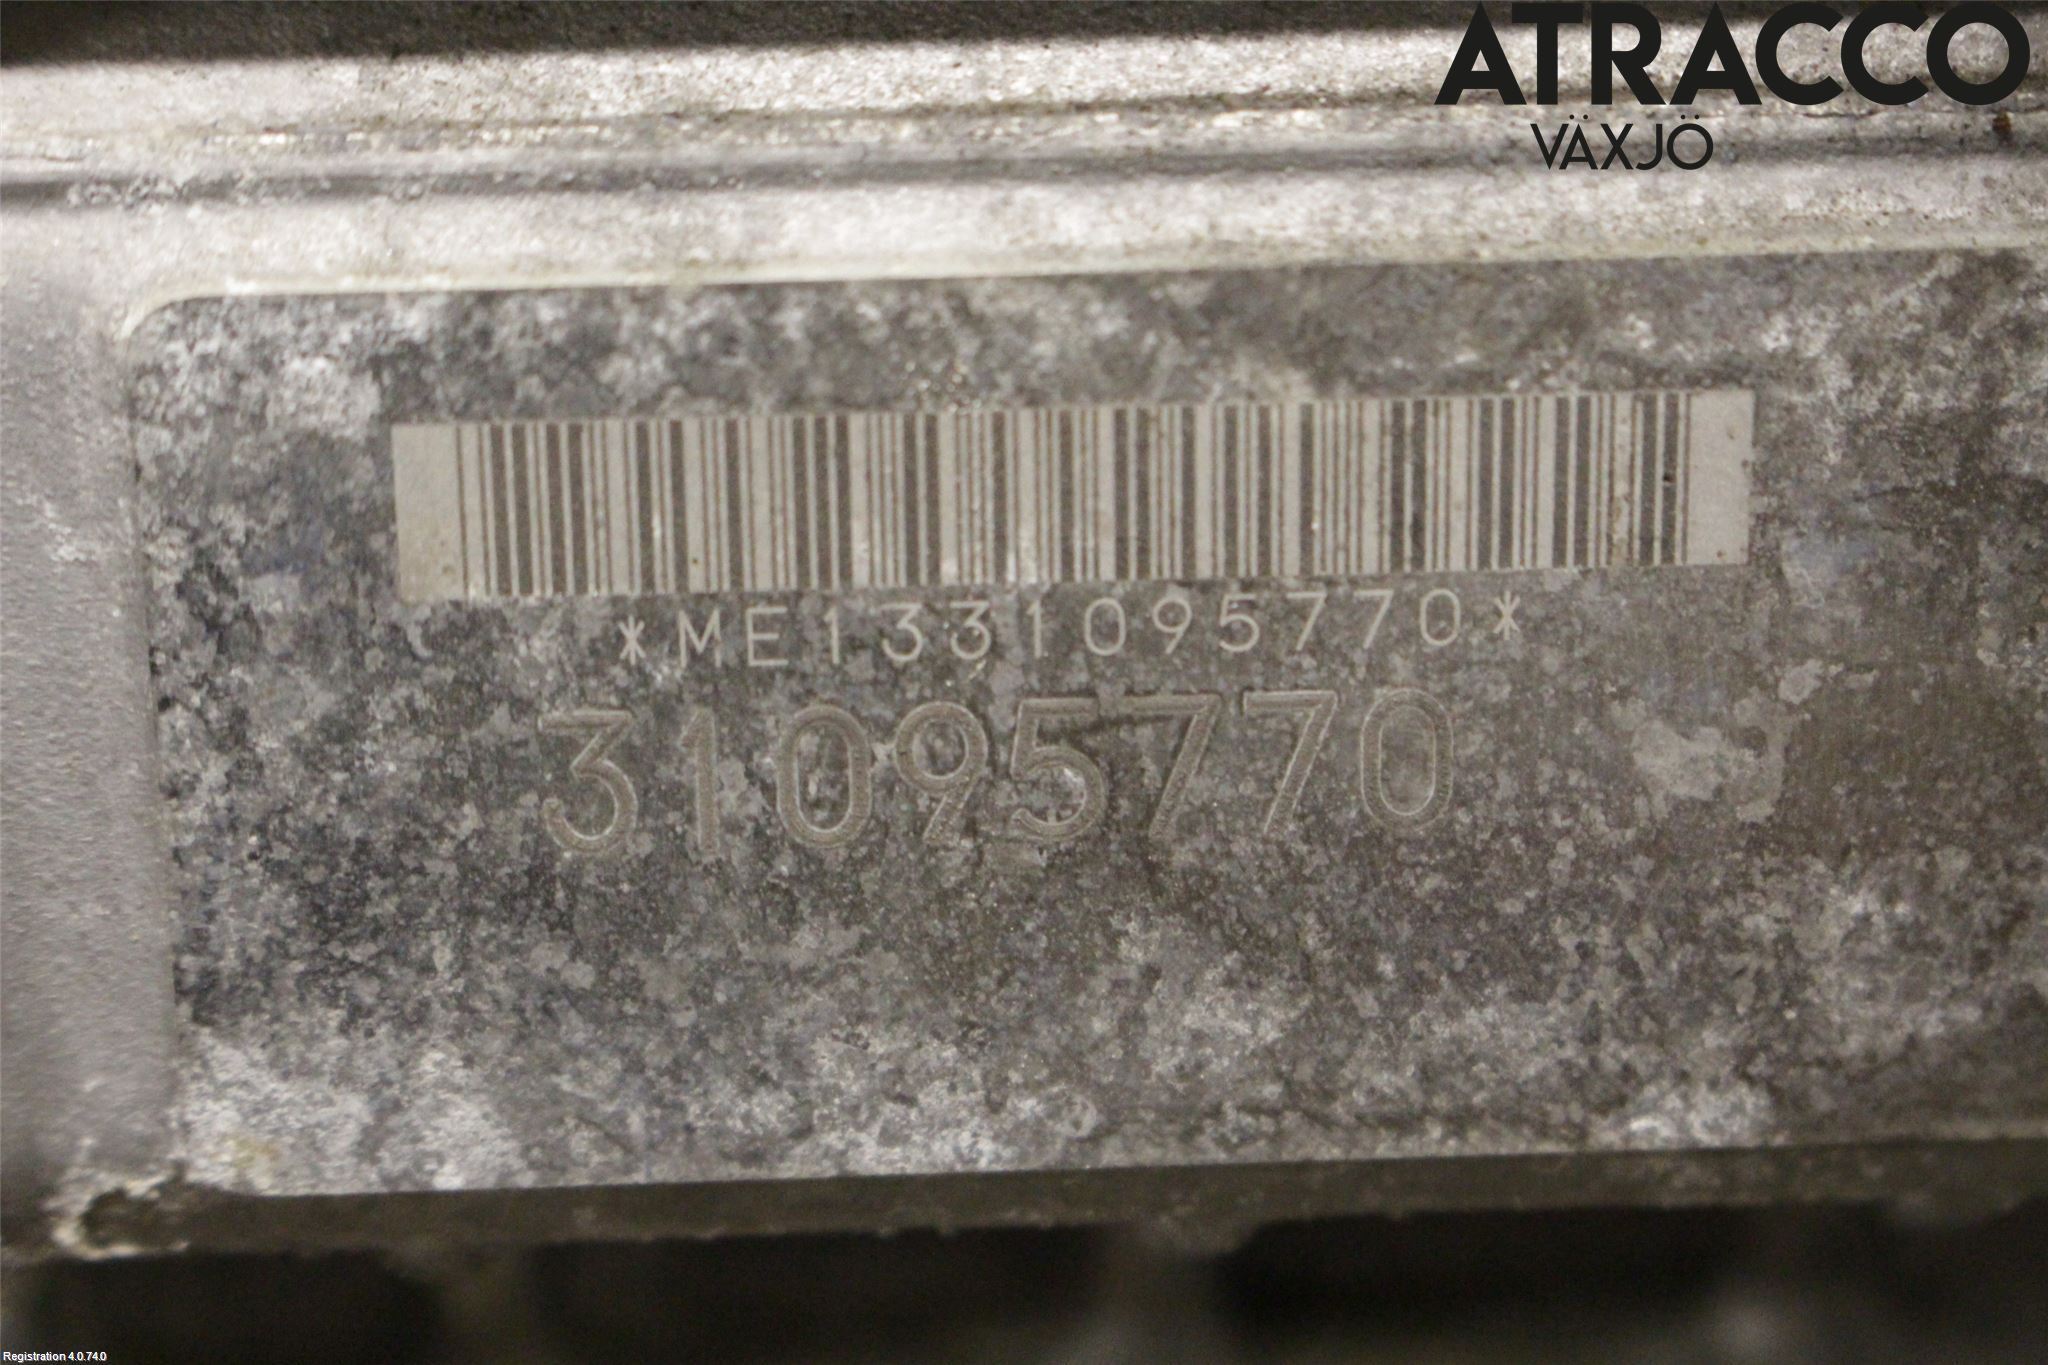 ATRACCO
VÄXJÖ
*ME1331095770*
31095770
Registration 4.0.74.0